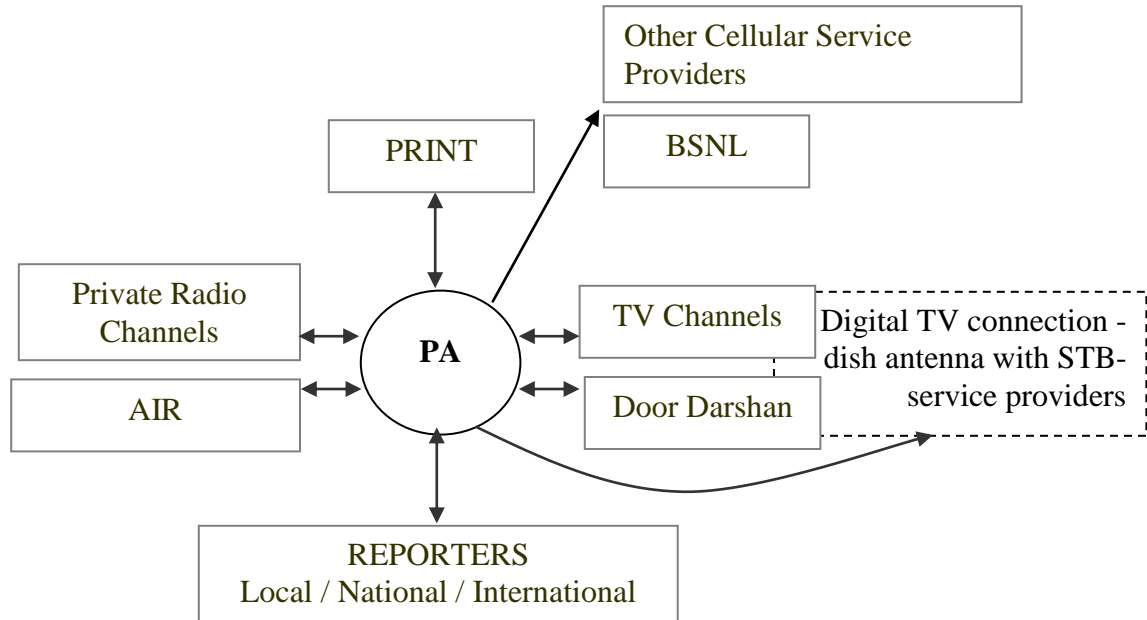 Other Cellular Service
Providers
PRINT
BSNL
Private Radio
Channels
TV Channels
Digital TV connection -
dish antenna with STB-
service providers
PA
AIR
Door Darshan
REPORTERS
Local / National / International